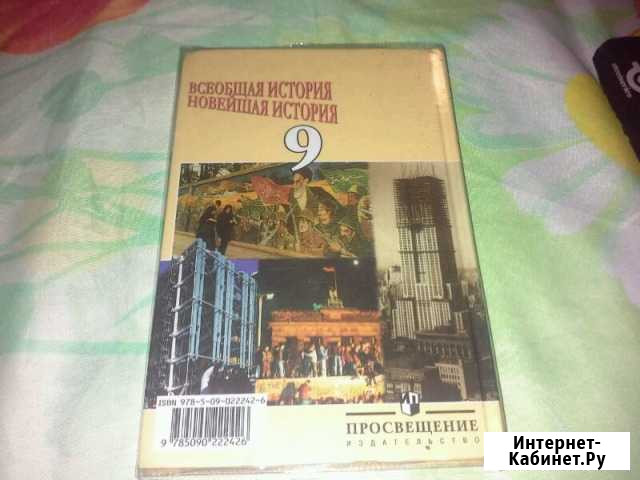 ВСЕОБЩАЯ ИСТОРИЯ
НОВЕЙШАЯ ИСТОРИЯ
9
ISBN 978-5-09-022242-6
9 785090 222426
ПРОСВЕЩЕНИЕ
ИЗДАТЕЛЬСТВО
Интернет-
Кабинет.Ру